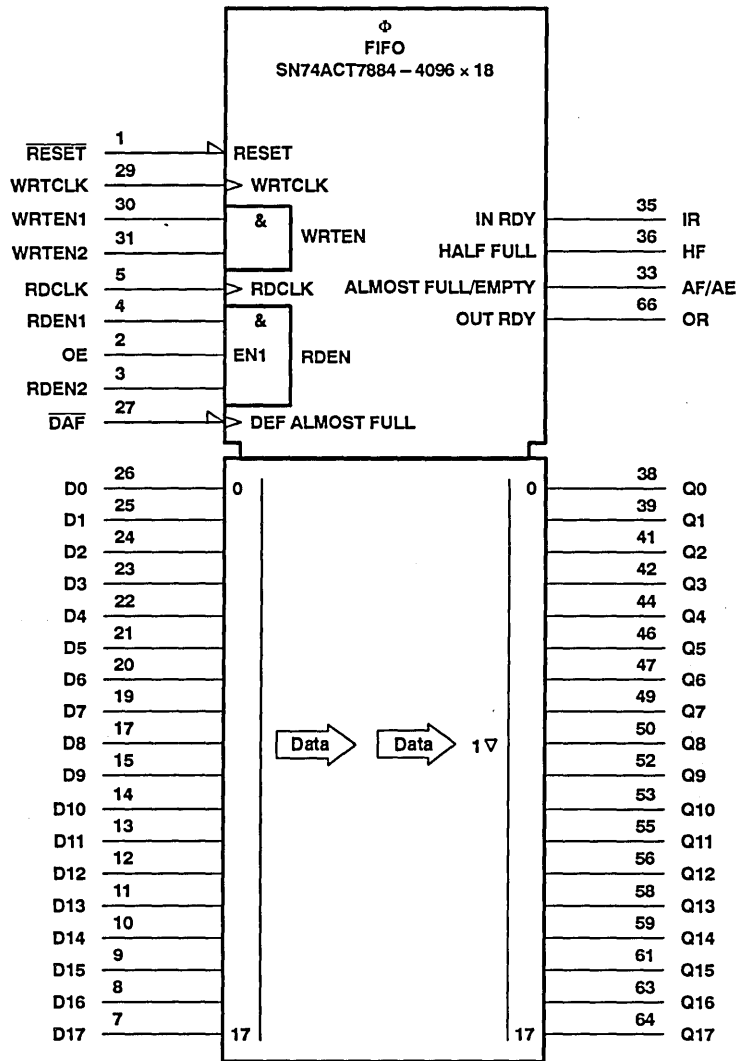 Φ
FIFO
SN74ACT7884 – 4096 × 18
RESET 1 RESET
WRTCLK 29 WRTCLK
WRTEN1 30 & IN RDY 35 IR
WRTEN
WRTEN2 31 HALF FULL 36 HF
RDCLK 5 RDCLK ALMOST FULL/EMPTY 33 AF/AE
RDEN1 4 & OUT RDY 66 OR
OE 2 EN1 RDEN
RDEN2 3
DAF 27 DEF ALMOST FULL
D0 26 0 0 38 Q0
D1 25 39 Q1
D2 24 41 Q2
D3 23 42 Q3
D4 22 44 Q4
D5 21 46 Q5
D6 20 47 Q6
D7 19 49 Q7
D8 17 Data Data 1 ∇ 50 Q8
D9 15 52 Q9
D10 14 53 Q10
D11 13 55 Q11
D12 12 56 Q12
D13 11 58 Q13
D14 10 59 Q14
D15 9 61 Q15
D16 8 63 Q16
D17 7 17 17 64 Q17